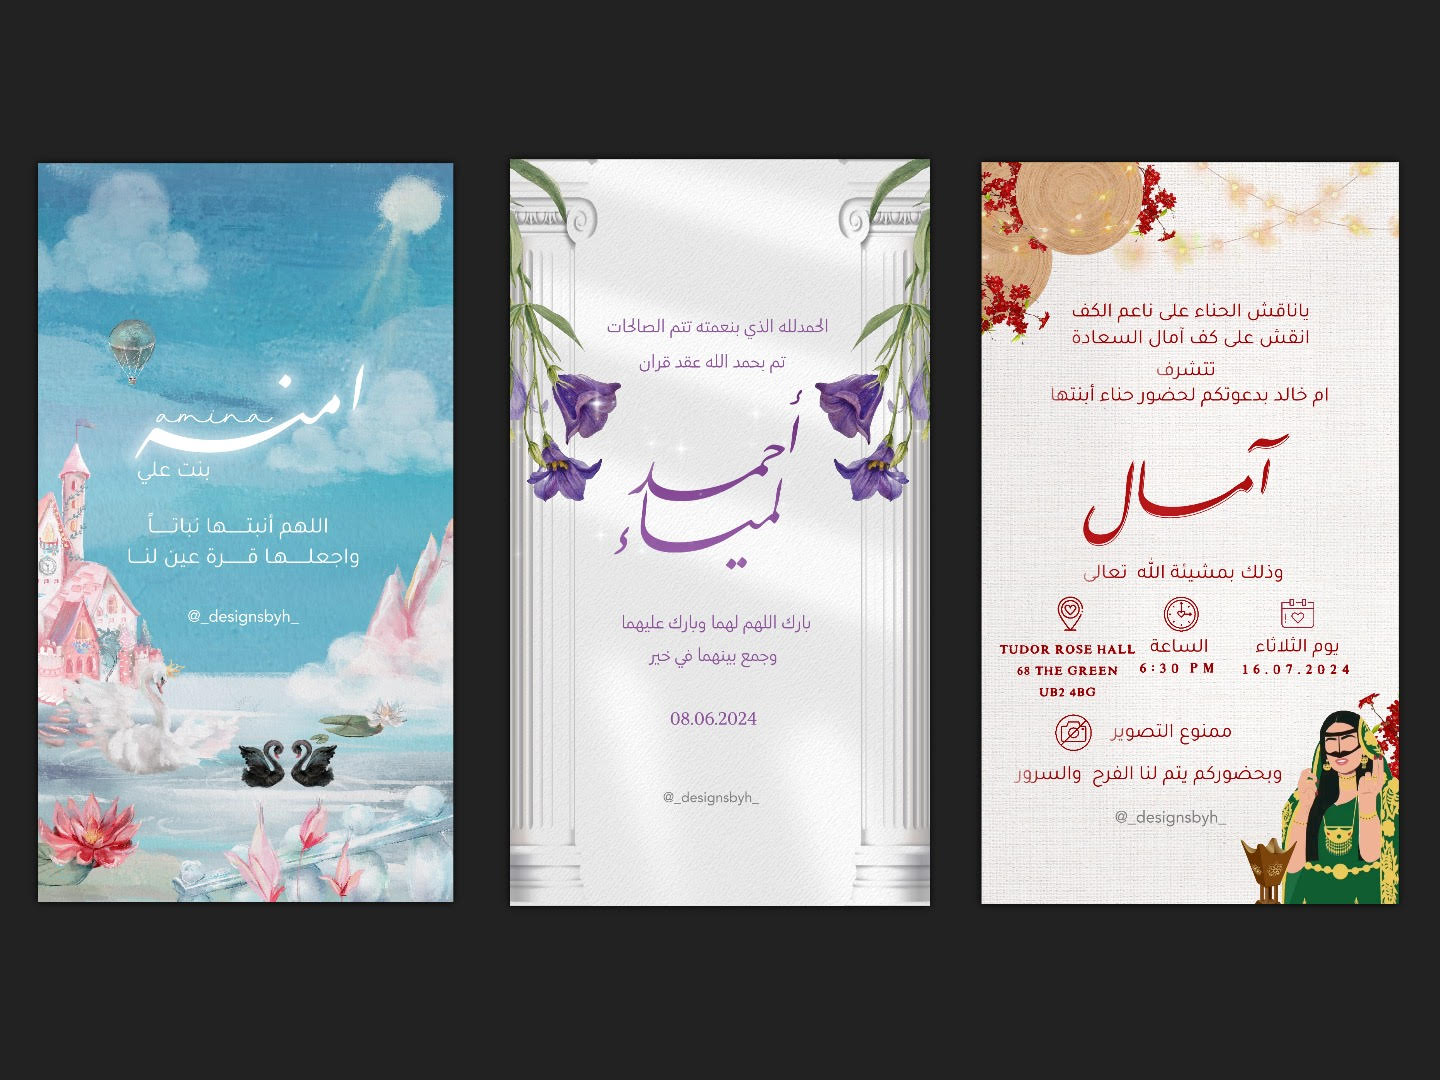 امنه
amina
بنت علي
اللهم أنبتــــها نباتـــــاً
واجعلــــها قــــرة عين لنــا
@_designsbyh_
الحمدلله الذي بنعمته تتم الصالحات
تم بحمد الله عقد قران
أحمد
لمياء
بارك اللهم لهما وبارك عليهما
وجمع بينهما في خير
08.06.2024
@_designsbyh_
ياناقش الحناء على ناعم الكف
انقش على كف آمال السعادة
تتشرف
ام خالد بدعوتكم لحضور حناء أبنتها
آمال
وذلك بمشيئة الله تعالى
يوم الثلاثاء
16.07.2024
الساعة
6:30 PM
TUDOR ROSE HALL
68 THE GREEN
UB2 4BG
ممنوع التصوير
وبحضوركم يتم لنا الفرح والسرور
@_designsbyh_